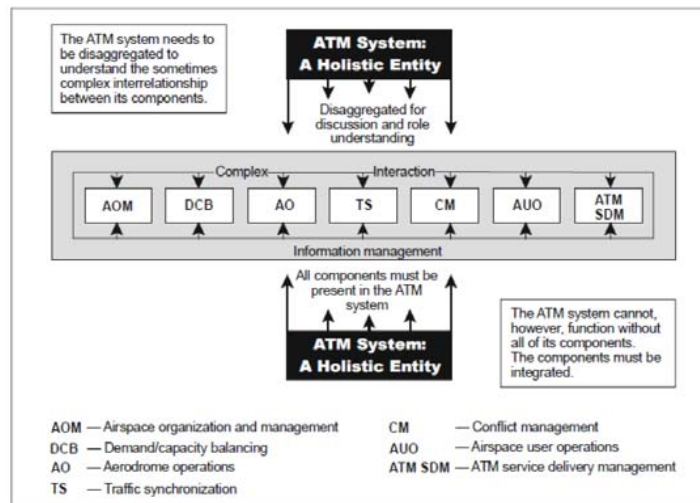 The ATM system needs to
be disaggregated to
understand the sometimes
complex interrelationship
between its components.
ATM System:
A Holistic Entity
Disaggregated for
discussion and role
understanding
Complex
Interaction
AOM
DCB
AO
TS
CM
AUO
ATM
SDM
Information management
All components must be
present in the ATM
system
ATM System:
A Holistic Entity
The ATM system cannot,
however, function without
all of its components.
The components must be
integrated.
AOM — Airspace organization and management
DCB — Demand/capacity balancing
AO — Aerodrome operations
TS — Traffic synchronization
CM — Conflict management
AUO — Airspace user operations
ATM SDM — ATM service delivery management